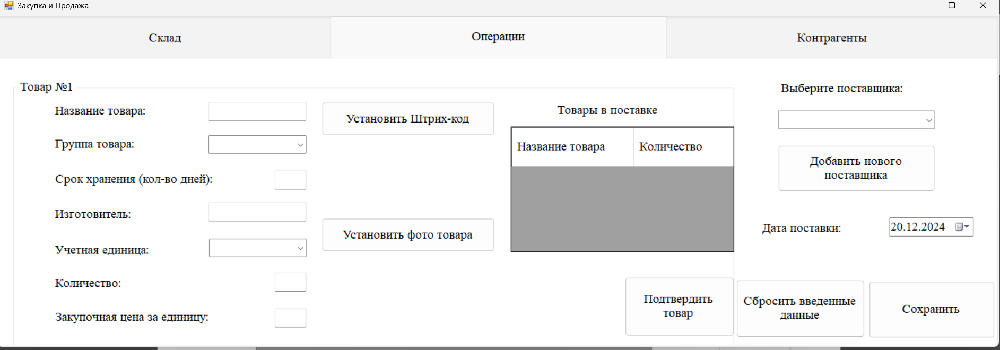 Закупка и Продажа
Склад
Операции
Контрагенты
Товар №1
Название товара:
Группа товара:
Срок хранения (кол-во дней):
Изготовитель:
Учетная единица:
Количество:
Закупочная цена за единицу:
Установить Штрих-код
Установить фото товара
Товары в поставке
Название товара
Количество
Подтвердить
товар
Выберите поставщика:
Добавить нового
поставщика
Дата поставки:
20.12.2024
Сбросить введенные
данные
Сохранить